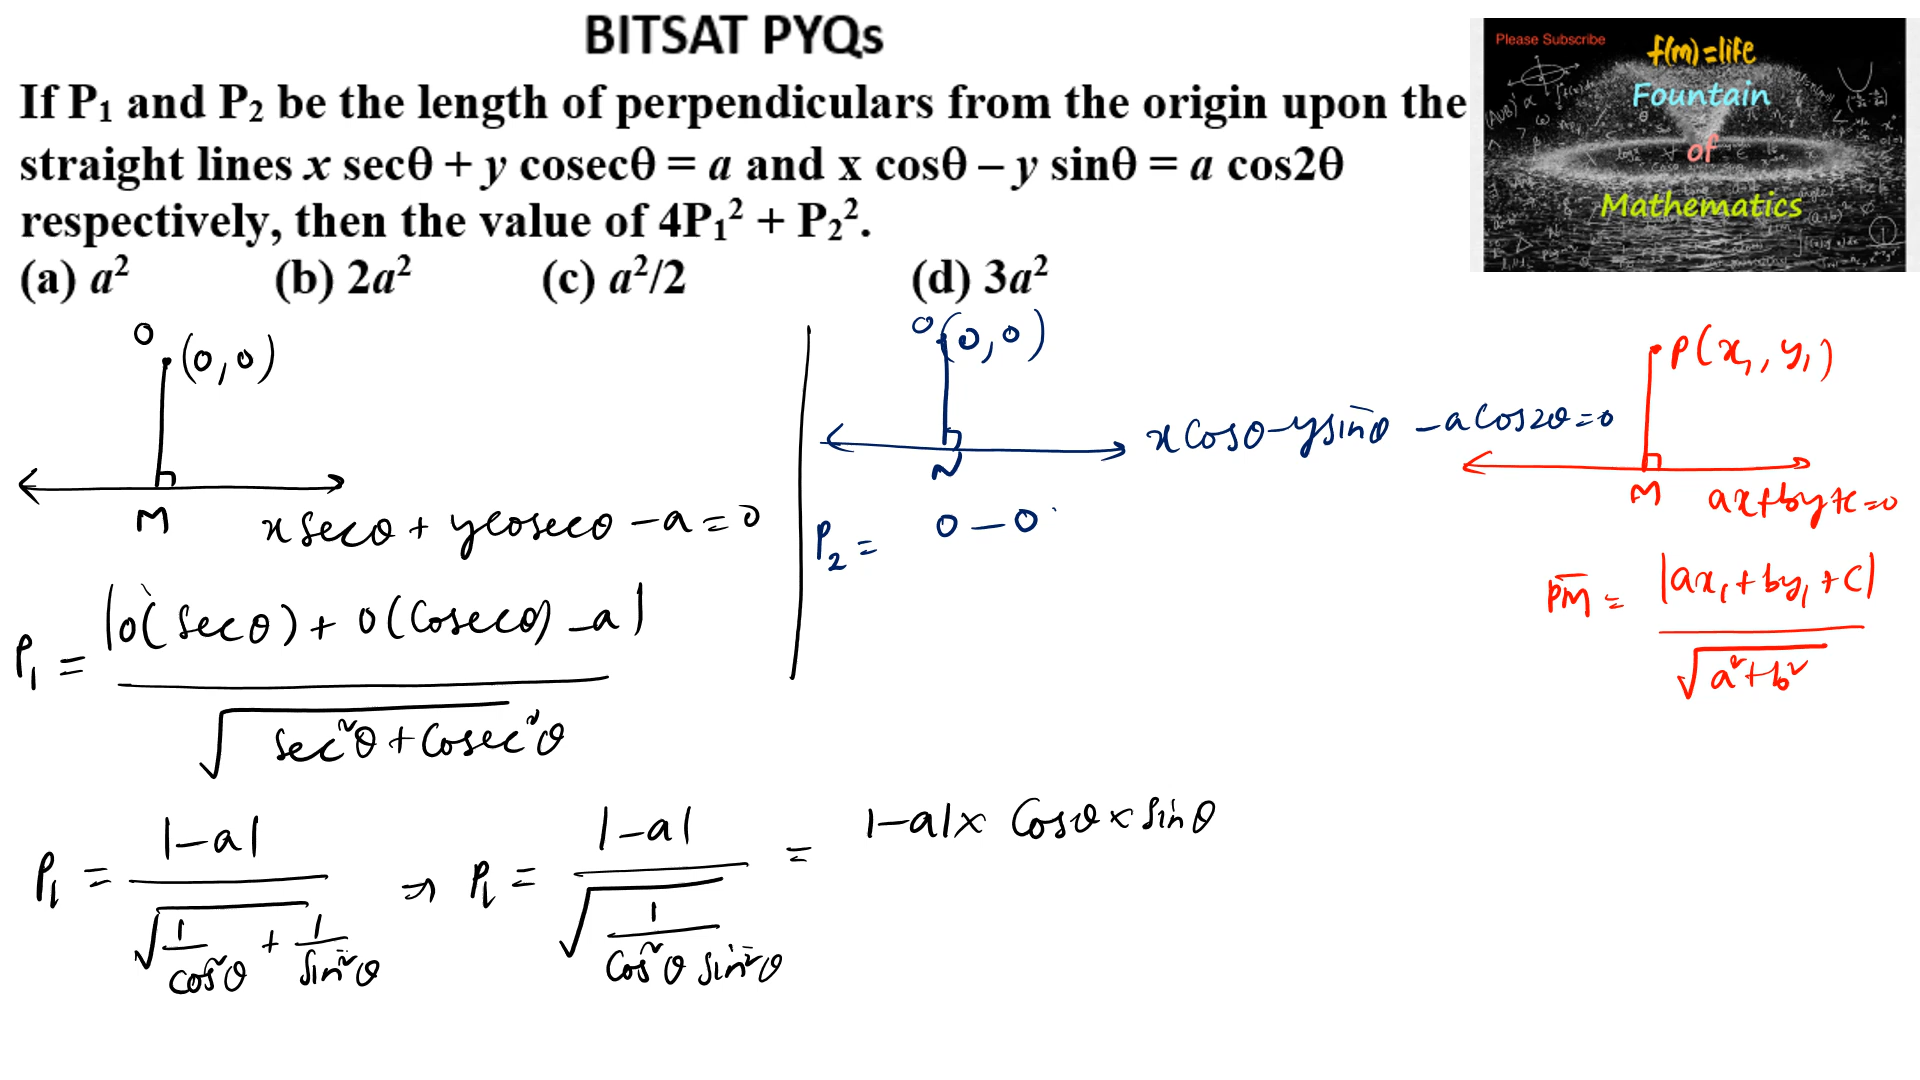 BITSAT PYQs
If P₁ and P₂ be the length of perpendiculars from the origin upon the
straight lines x secθ + y cosecθ = a and x cosθ – y sinθ = a cos2θ
respectively, then the value of 4P₁² + P₂².
(a) a² (b) 2a² (c) a²/2 (d) 3a²
Please Subscribe
f(m)=life
Fountain
of
Mathematics
O (0,0)
M
x secθ + y cosecθ - a = 0
P₁ = |0(secθ) + 0(cosecθ) - a| / √(sec²θ + cosec²θ)
P₁ = |-a| / √(1/cos²θ + 1/sin²θ) ⇒ P₁ = |-a| / √(1/cos²θ sin²θ) = |-a| × cosθ × sinθ
O (0,0)
N
x cosθ - y sinθ - a cos2θ = 0
P₂ = 0 - 0
P(x₁, y₁)
M
ax + by + c = 0
PM = |ax₁ + by₁ + c| / √(a² + b²)